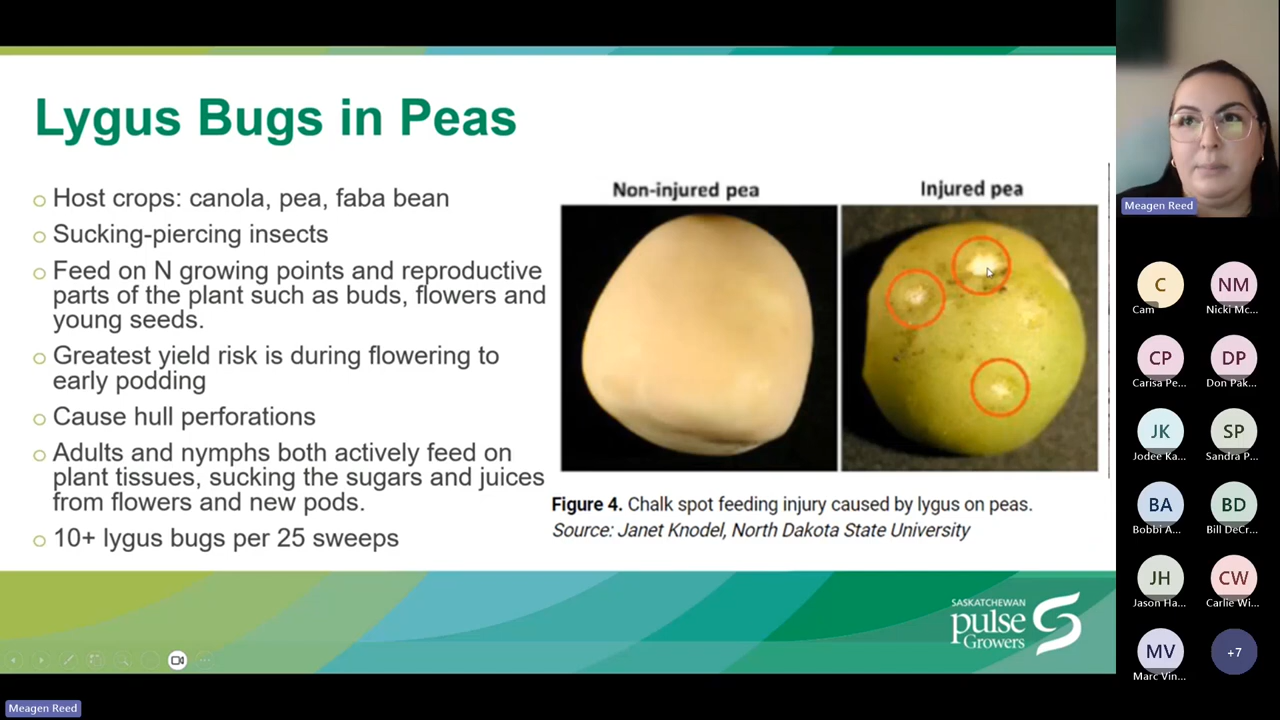 Lygus Bugs in Peas
Host crops: canola, pea, faba bean
Sucking-piercing insects
Feed on N growing points and reproductive
parts of the plant such as buds, flowers and
young seeds.
Greatest yield risk is during flowering to
early podding
Cause hull perforations
Adults and nymphs both actively feed on
plant tissues, sucking the sugars and juices
from flowers and new pods.
10+ lygus bugs per 25 sweeps
Non-injured pea
Injured pea
Figure 4. Chalk spot feeding injury caused by lygus on peas.
Source: Janet Knodel, North Dakota State University
SASKATCHEWAN
pulse
Growers
Meagen Reed
C
Cam
NM
Nicki Mc...
CP
Carisa Pe...
DP
Don Pak...
JK
Jodee Ka...
SP
Sandra P...
BA
Bobbi A...
BD
Bill DeCr...
JH
Jason Ha...
CW
Carlie Wi...
MV
Marc Vin...
+7
Meagen Reed